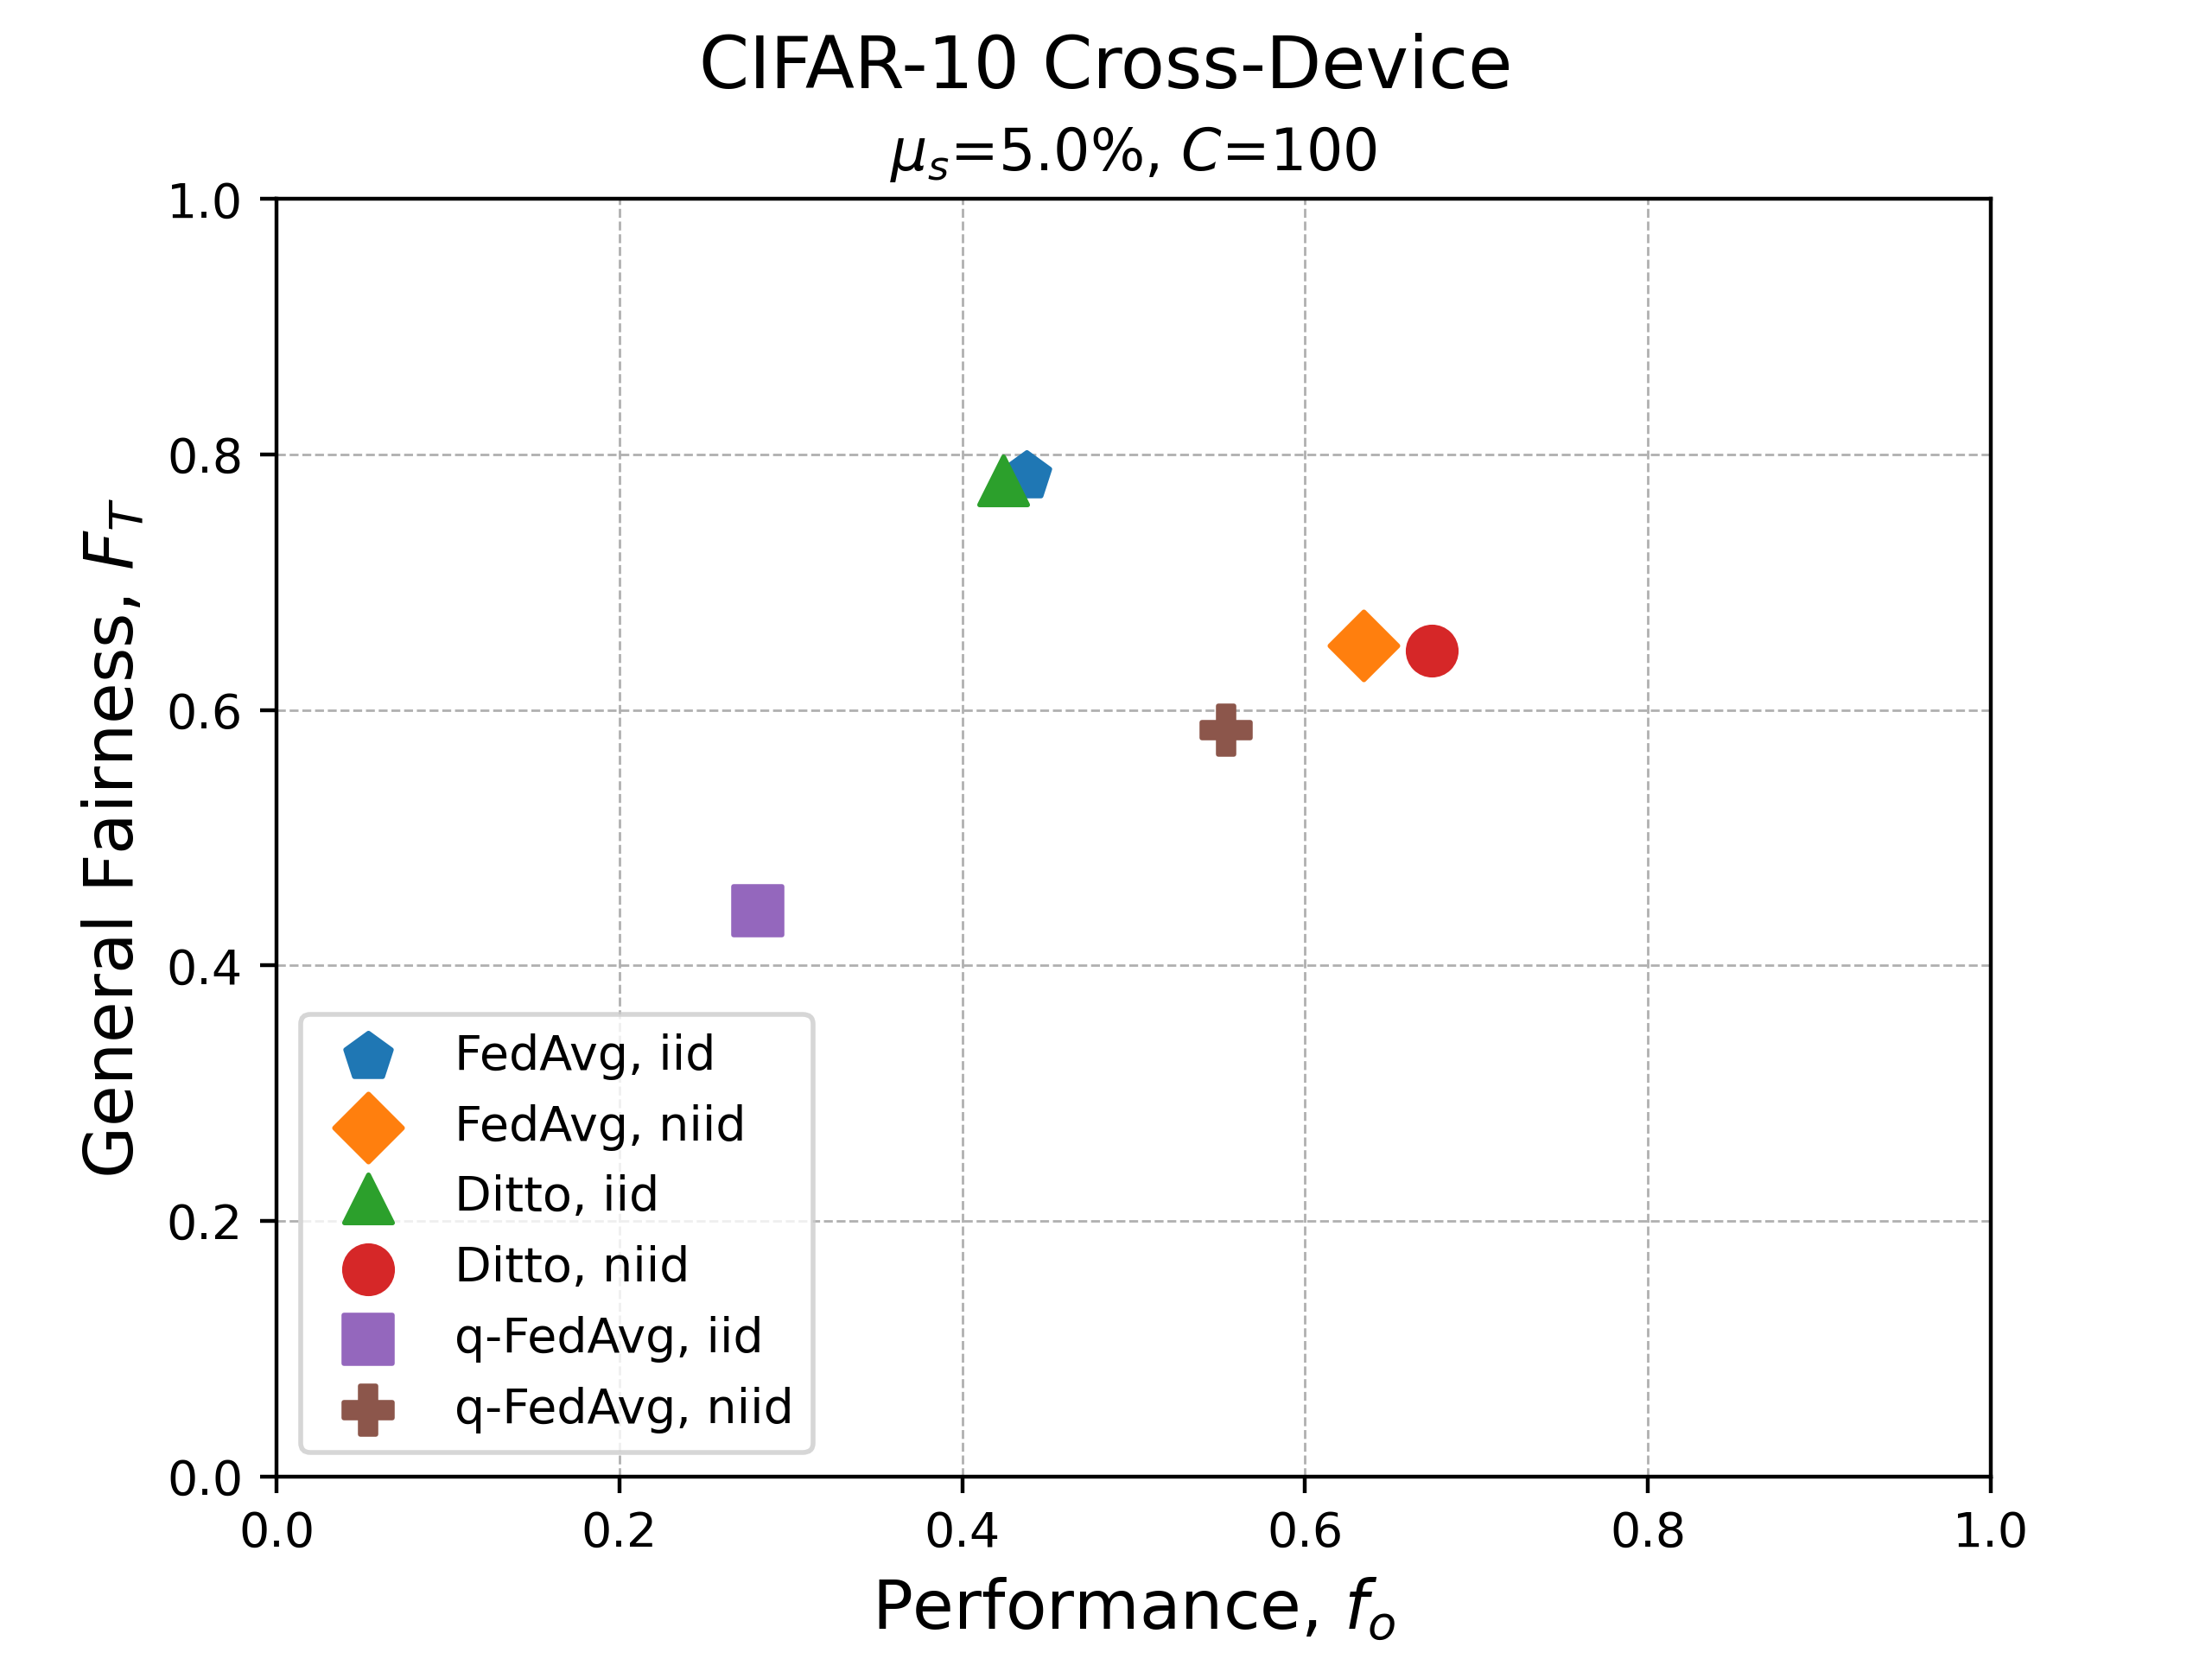 CIFAR-10 Cross-Device
μs=5.0%, C=100
General Fairness, FT
1.0
0.8
0.6
0.4
0.2
0.0
FedAvg, iid
FedAvg, niid
Ditto, iid
Ditto, niid
q-FedAvg, iid
q-FedAvg, niid
0.0 0.2 0.4 0.6 0.8 1.0
Performance, fo